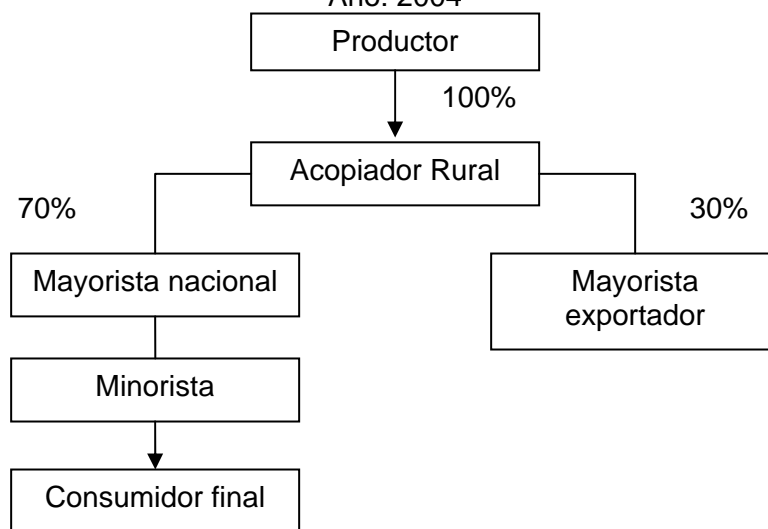 Año: 2004
Productor
100%
Acopiador Rural
70%
30%
Mayorista nacional
Mayorista
exportador
Minorista
Consumidor final